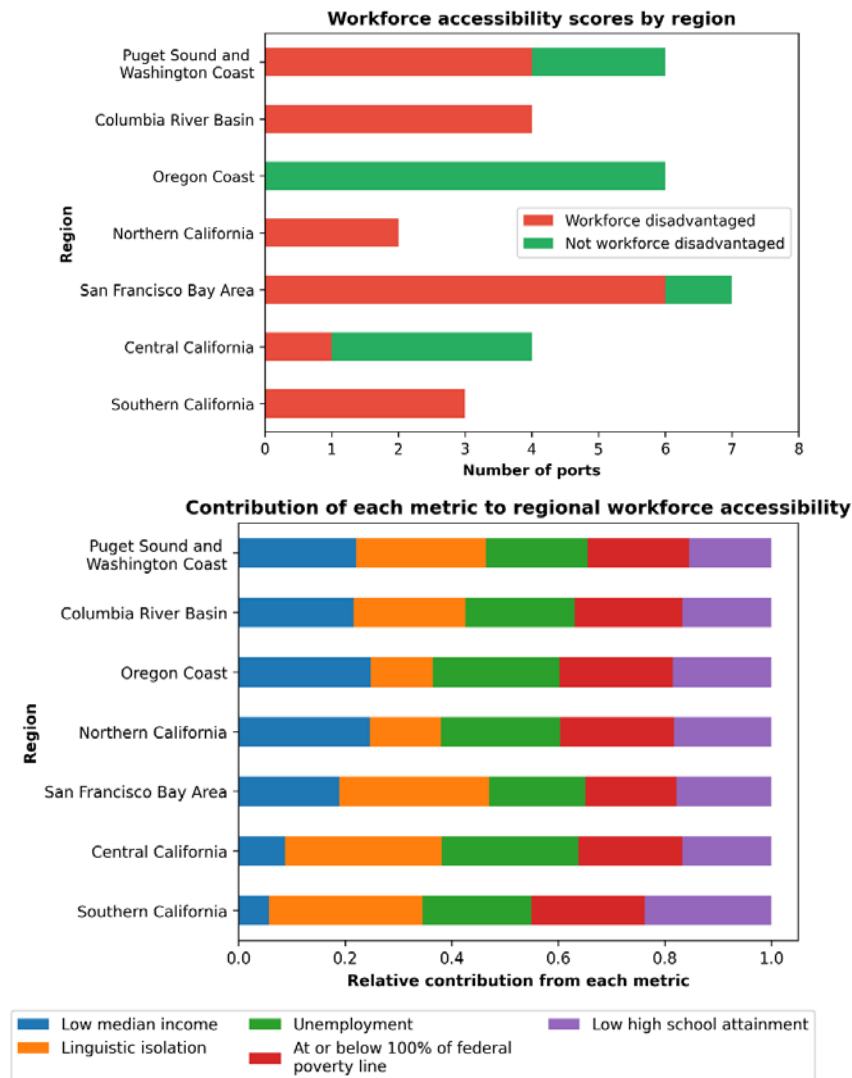 Workforce accessibility scores by region
Puget Sound and
Washington Coast
Columbia River Basin
Oregon Coast
Northern California
San Francisco Bay Area
Central California
Southern California
Region
Workforce disadvantaged
Not workforce disadvantaged
0 1 2 3 4 5 6 7 8
Number of ports
Contribution of each metric to regional workforce accessibility
Puget Sound and
Washington Coast
Columbia River Basin
Oregon Coast
Northern California
San Francisco Bay Area
Central California
Southern California
Region
0.0 0.2 0.4 0.6 0.8 1.0
Relative contribution from each metric
Low median income
Linguistic isolation
Unemployment
At or below 100% of federal
poverty line
Low high school attainment